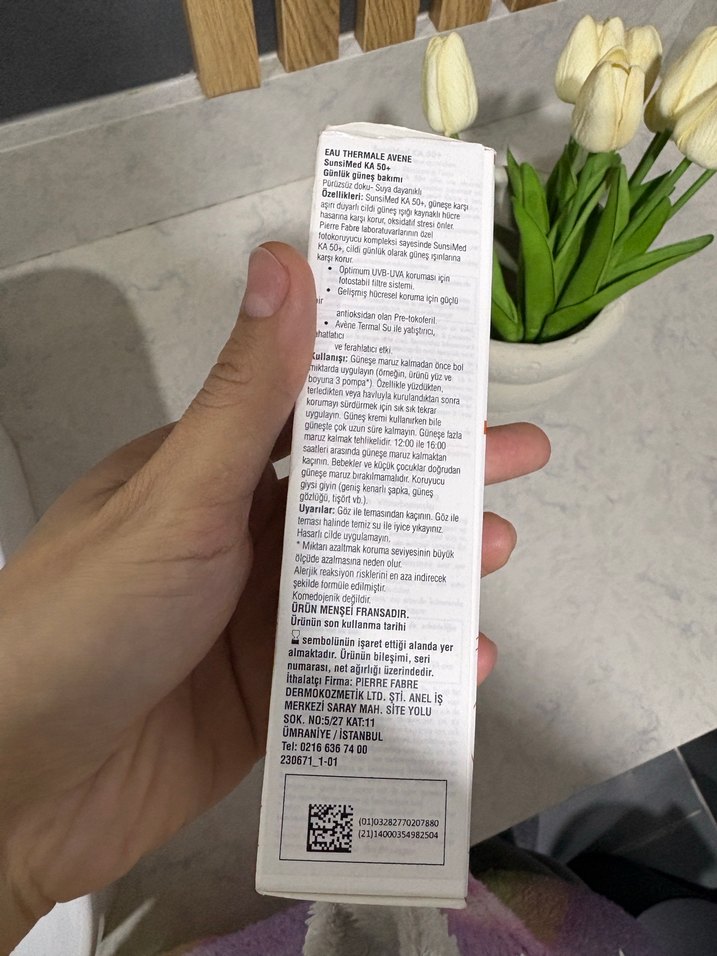 EAU THERMALE AVENE
SunsiMed KA 50+
Günlük güneş bakımı
Pürüzsüz doku- Suya dayanıklı
Özellikleri: SunsiMed KA 50+, güneşe karşı
aşırı duyarlı cildi güneş ışığı kaynaklı hücre
hasarına karşı korur, oksidatif stresi önler.
Pierre Fabre laboratuvarlarının özel
fotokoruyucu kompleksi sayesinde SunsiMed
KA 50+, cildi günlük olarak güneş ışınlarına
karşı korur.
• Optimum UVB-UVA koruması için
fotostabil filtre sistemi.
• Gelişmiş hücresel koruma için güçlü
bir
antioksidan olan Pre-tokoferil.
• Avène Termal Su ile yatıştırıcı,
rahatlatıcı
ve ferahlatıcı etki.
Kullanışı: Güneşe maruz kalmadan önce bol
miktarda uygulayın (örneğin, ürünü yüz ve
boyuna 3 pompa*). Özellikle yüzdükten,
terledikten veya havluyla kurulandıktan sonra
korumayı sürdürmek için sık sık tekrar
uygulayın. Güneş kremi kullanırken bile
güneşte çok uzun süre kalmayın. Güneşe fazla
maruz kalmak tehlikelidir. 12:00 ile 16:00
saatleri arasında güneşe maruz kalmaktan
kaçının. Bebekler ve küçük çocuklar doğrudan
güneşe maruz bırakılmamalıdır. Koruyucu
giysi giyin (geniş kenarlı şapka, güneş
gözlüğü, tişört vb.).
Uyarılar: Göz ile temasından kaçının. Göz ile
teması halinde temiz su ile iyice yıkayınız.
Hasarlı cilde uygulamayın.
* Miktarı azaltmak koruma seviyesinin büyük
ölçüde azalmasına neden olur.
Alerjik reaksiyon risklerini en aza indirecek
şekilde formüle edilmiştir.
Komedojenik değildir.
ÜRÜN MENŞEİ FRANSADIR.
Ürünün son kullanma tarihi
sembolünün işaret ettiği alanda yer
almaktadır. Ürünün bileşimi, seri
numarası, net ağırlığı üzerindedir.
İthalatçı Firma: PIERRE FABRE
DERMOKOZMETİK LTD. ŞTİ. ANEL İŞ
MERKEZİ SARAY MAH. SİTE YOLU
SOK. NO:5/27 KAT:11
ÜMRANİYE / İSTANBUL
Tel: 0216 636 74 00
230671_1-01
(01)03282770207880
(21)14000354982504